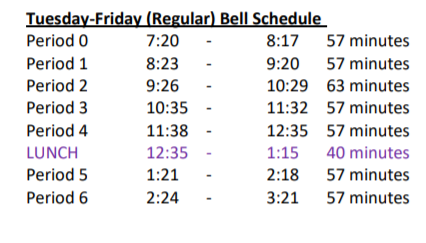 Tuesday-Friday (Regular) Bell Schedule
Period 0 7:20 - 8:17 57 minutes
Period 1 8:23 - 9:20 57 minutes
Period 2 9:26 - 10:29 63 minutes
Period 3 10:35 - 11:32 57 minutes
Period 4 11:38 - 12:35 57 minutes
LUNCH 12:35 - 1:15 40 minutes
Period 5 1:21 - 2:18 57 minutes
Period 6 2:24 - 3:21 57 minutes